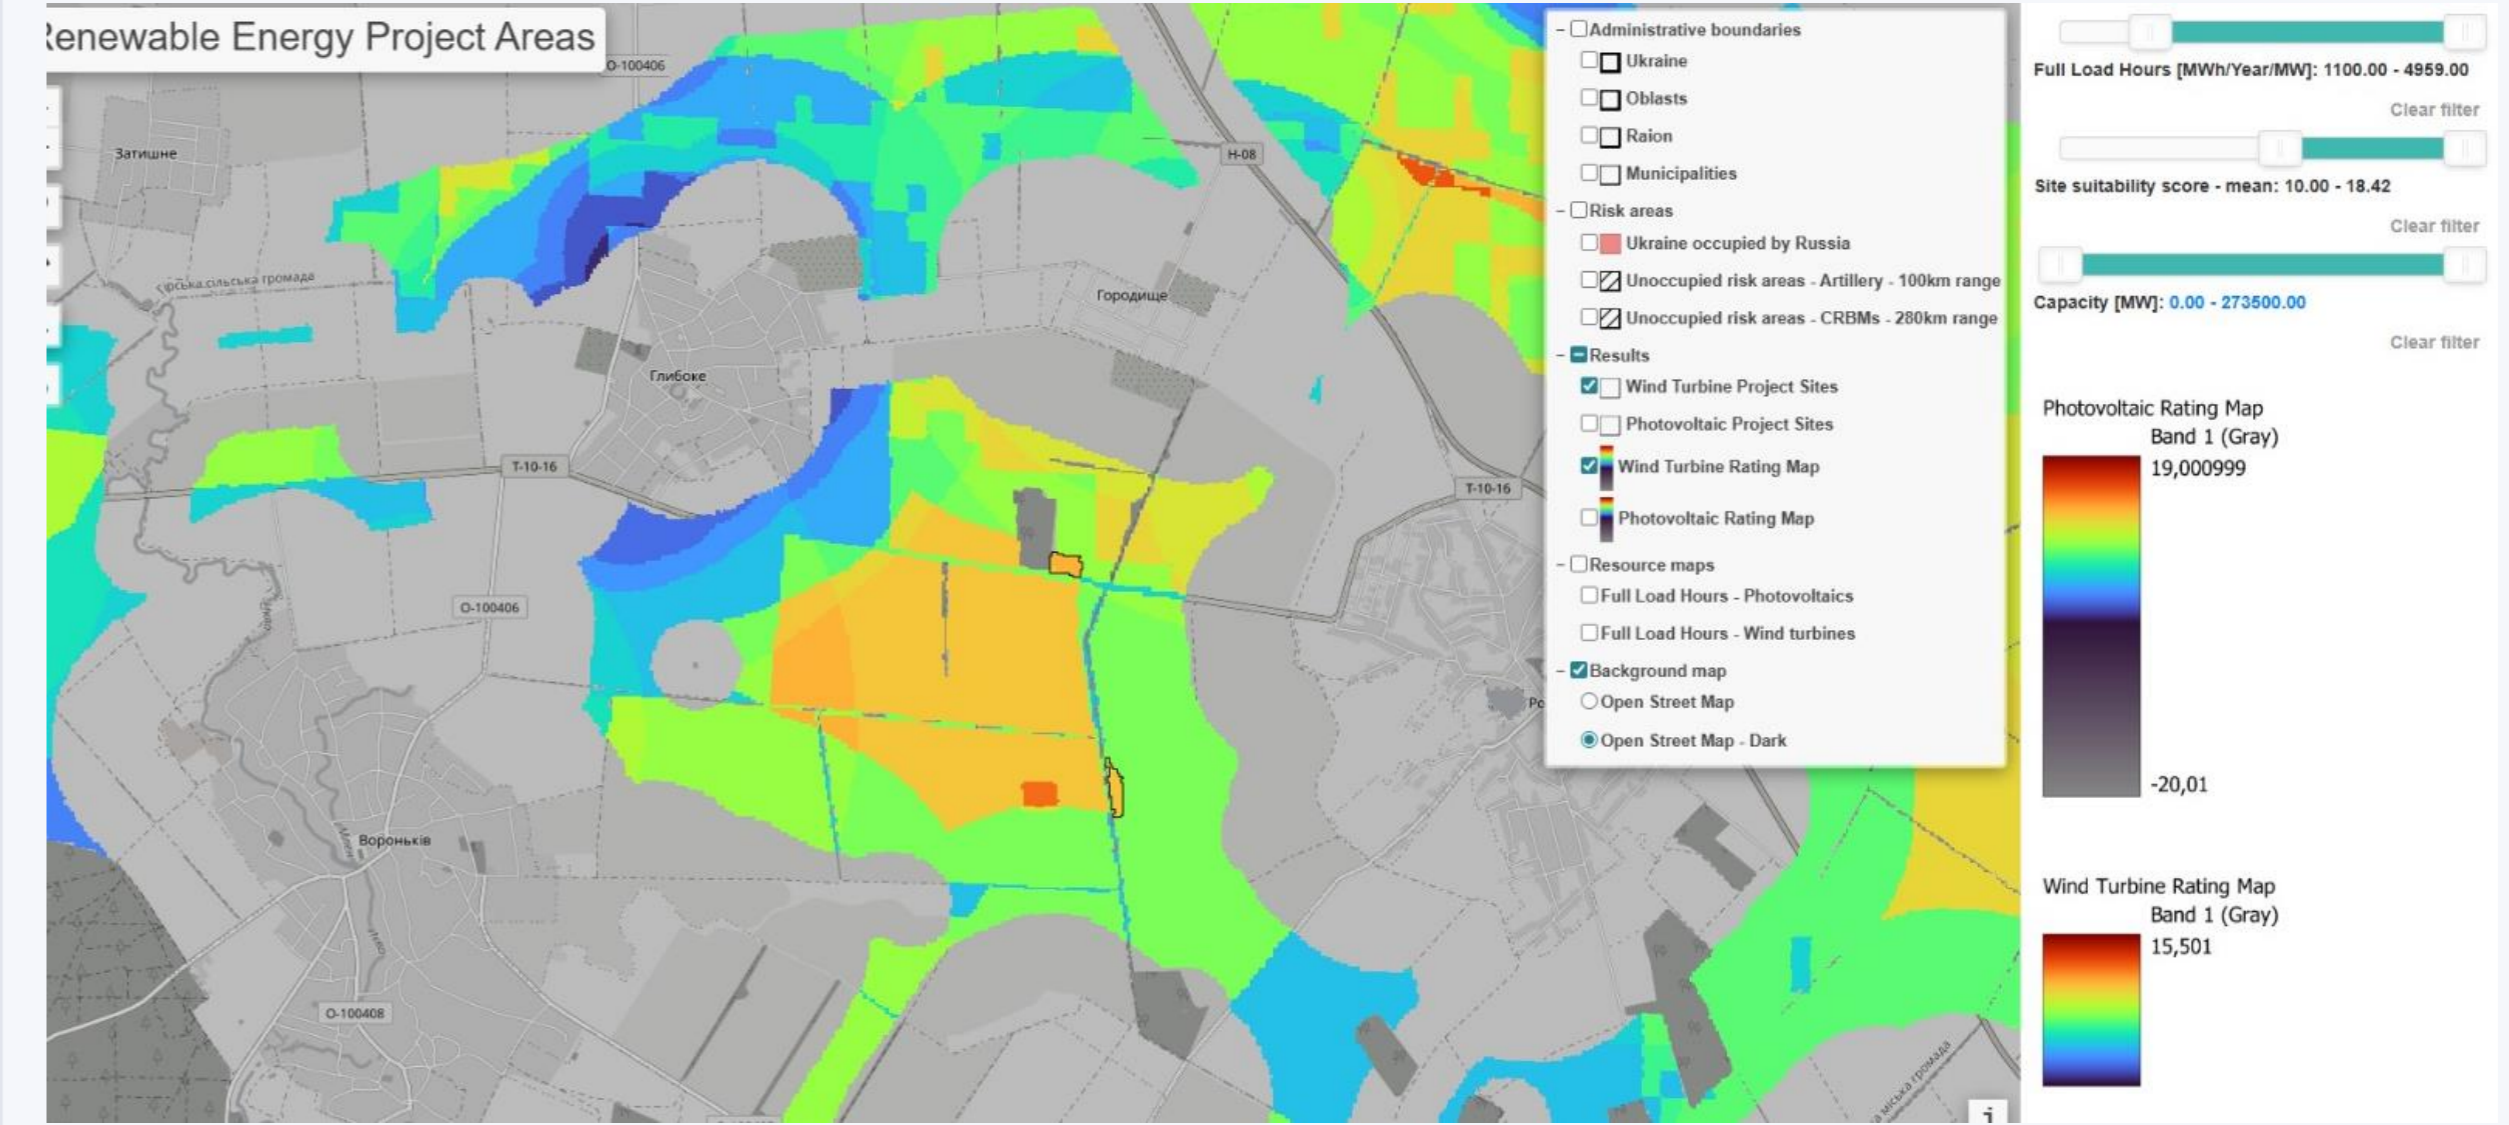 Renewable Energy Project Areas
O-100406
Затишне
Гірська сільська громада
Глибоке
Городище
H-08
T-10-16
T-10-16
O-100406
Вороньків
O-100408
Ро
міська громада
i
Administrative boundaries
Ukraine
Oblasts
Raion
Municipalities
Risk areas
Ukraine occupied by Russia
Unoccupied risk areas - Artillery - 100km range
Unoccupied risk areas - CRBMs - 280km range
Results
Wind Turbine Project Sites
Photovoltaic Project Sites
Wind Turbine Rating Map
Photovoltaic Rating Map
Resource maps
Full Load Hours - Photovoltaics
Full Load Hours - Wind turbines
Background map
Open Street Map
Open Street Map - Dark
Full Load Hours [MWh/Year/MW]: 1100.00 - 4959.00
Clear filter
Site suitability score - mean: 10.00 - 18.42
Clear filter
Capacity [MW]: 0.00 - 273500.00
Clear filter
Photovoltaic Rating Map
Band 1 (Gray)
19,000999
-20,01
Wind Turbine Rating Map
Band 1 (Gray)
15,501